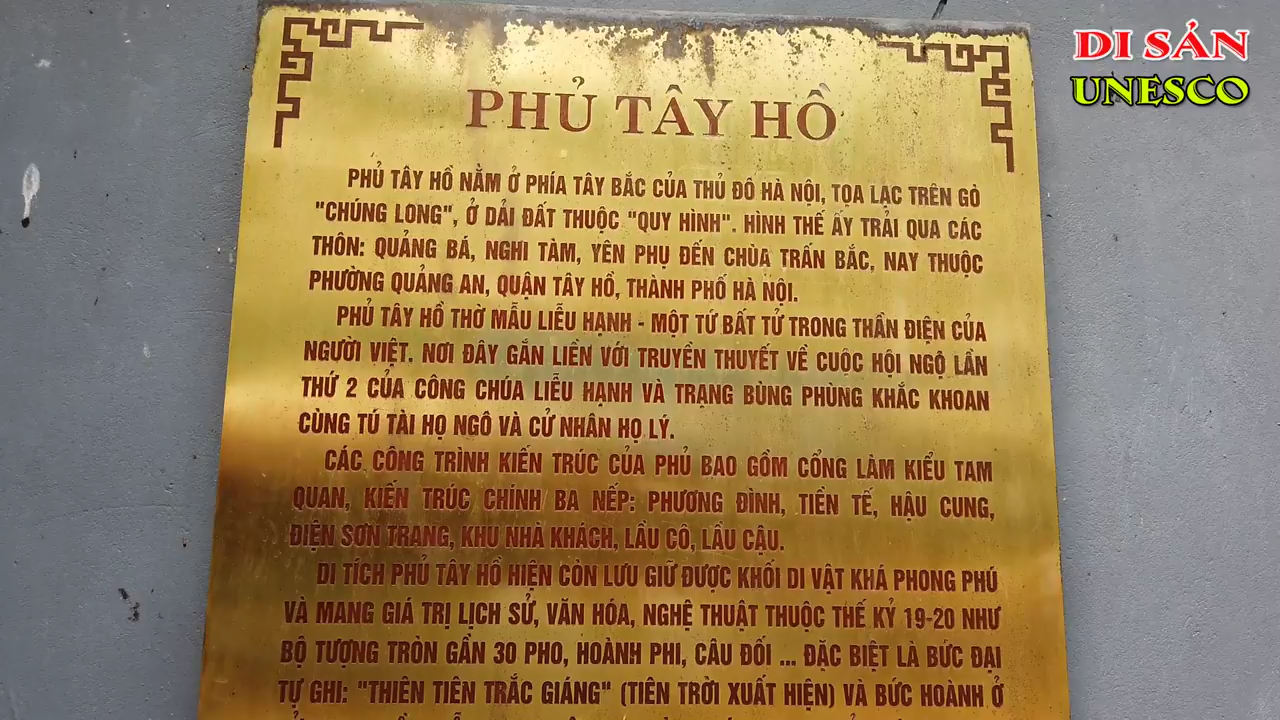 DI SẢN
UNESCO
PHỦ TÂY HỒ
PHỦ TÂY HỒ NẰM Ở PHÍA TÂY BẮC CỦA THỦ ĐÔ HÀ NỘI, TỌA LẠC TRÊN GÒ
"CHÚNG LONG", Ở DẢI ĐẤT THUỘC "QUY HÌNH". HÌNH THẾ ẤY TRẢI QUA CÁC
THÔN: QUẢNG BÁ, NGHI TÀM, YÊN PHỤ ĐẾN CHÙA TRẤN BẮC, NAY THUỘC
PHƯỜNG QUẢNG AN, QUẬN TÂY HỒ, THÀNH PHỐ HÀ NỘI.
PHỦ TÂY HỒ THỜ MẪU LIỄU HẠNH - MỘT TỨ BẤT TỬ TRONG THẦN ĐIỆN CỦA
NGƯỜI VIỆT. NƠI ĐÂY GẮN LIỀN VỚI TRUYỀN THUYẾT VỀ CUỘC HỘI NGỘ LẦN
THỨ 2 CỦA CÔNG CHÚA LIỄU HẠNH VÀ TRẠNG BÙNG PHÙNG KHẮC KHOAN
CÙNG TÚ TÀI HỌ NGÔ VÀ CỬ NHÂN HỌ LÝ.
CÁC CÔNG TRÌNH KIẾN TRÚC CỦA PHỦ BAO GỒM CỔNG LÀM KIỂU TAM
QUAN, KIẾN TRÚC CHÍNH BA NẾP: PHƯƠNG ĐÌNH, TIỀN TẾ, HẬU CUNG,
ĐIỆN SƠN TRANG, KHU NHÀ KHÁCH, LẦU CÔ, LẦU CẬU.
DI TÍCH PHỦ TÂY HỒ HIỆN CÒN LƯU GIỮ ĐƯỢC KHỐI DI VẬT KHÁ PHONG PHÚ
VÀ MANG GIÁ TRỊ LỊCH SỬ, VĂN HÓA, NGHỆ THUẬT THUỘC THẾ KỶ 19-20 NHƯ
BỘ TƯỢNG TRÒN GẦN 30 PHO, HOÀNH PHI, CÂU ĐỐI ... ĐẶC BIỆT LÀ BỨC ĐẠI
TỰ GHI: "THIÊN TIÊN TRẮC GIÁNG" (TIÊN TRỜI XUẤT HIỆN) VÀ BỨC HOÀNH Ở